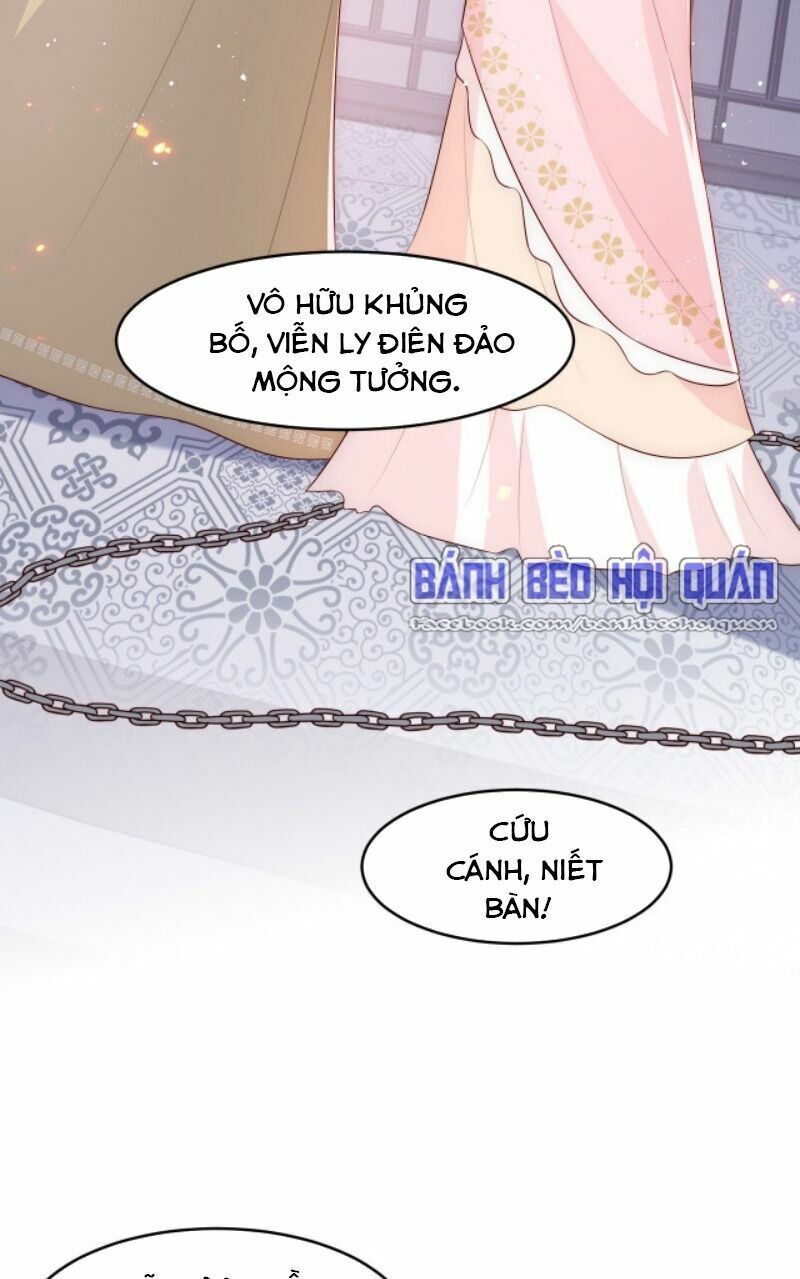 VÔ HỮU KHỦNG
BỐ, VIỄN LY ĐIÊN ĐẢO
MỘNG TƯỞNG.
BÁNH BÈO HỘI QUÁN
Facebook.com/banhbeohoiquan
CỨU
CÁNH, NIẾT
BÀN!